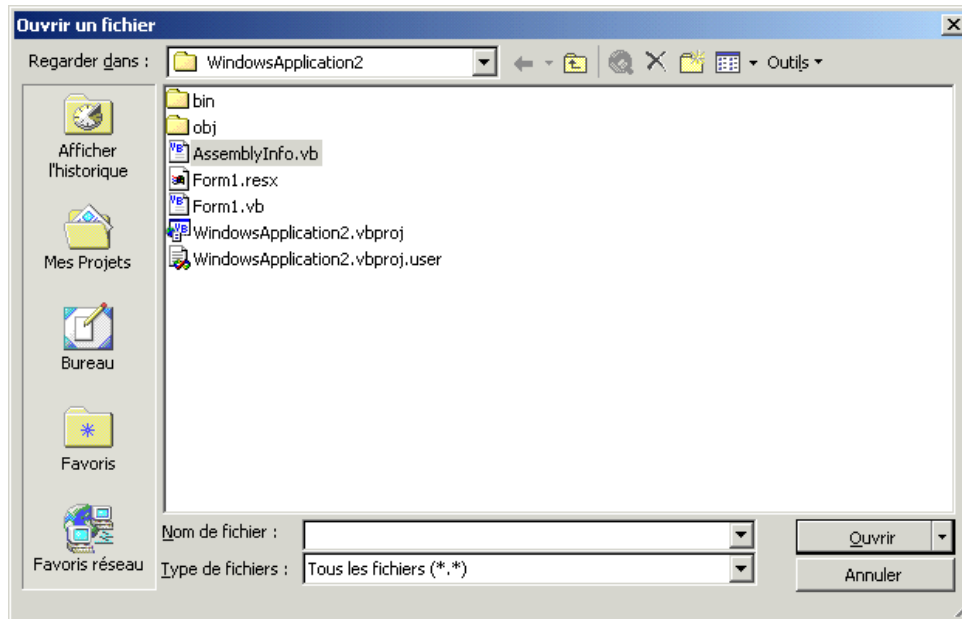 Ouvrir un fichier
Regarder dans : WindowsApplication2 Outils
Afficher
l'historique
Mes Projets
Bureau
Favoris
Favoris réseau
bin
obj
AssemblyInfo.vb
Form1.resx
Form1.vb
WindowsApplication2.vbproj
WindowsApplication2.vbproj.user
Nom de fichier : Ouvrir
Type de fichiers : Tous les fichiers (*.*) Annuler